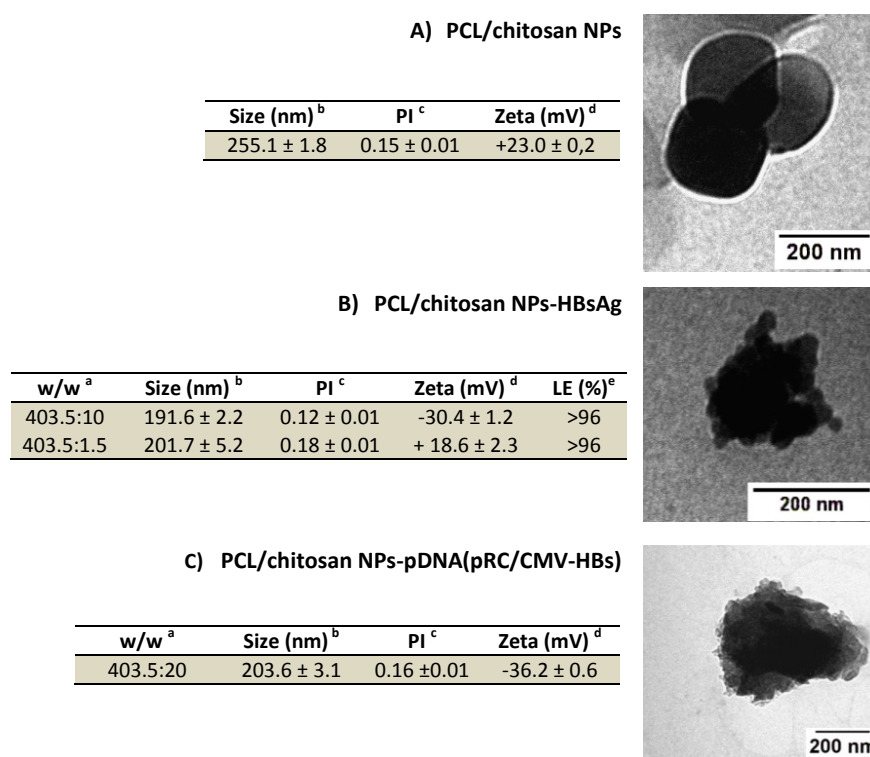 A) PCL/chitosan NPs
Size (nm) b PI c Zeta (mV) d
255.1 ± 1.8 0.15 ± 0.01 +23.0 ± 0,2
200 nm
B) PCL/chitosan NPs-HBsAg
w/w a Size (nm) b PI c Zeta (mV) d LE (%)e
403.5:10 191.6 ± 2.2 0.12 ± 0.01 -30.4 ± 1.2 >96
403.5:1.5 201.7 ± 5.2 0.18 ± 0.01 + 18.6 ± 2.3 >96
200 nm
C) PCL/chitosan NPs-pDNA(pRC/CMV-HBs)
w/w a Size (nm) b PI c Zeta (mV) d
403.5:20 203.6 ± 3.1 0.16 ±0.01 -36.2 ± 0.6
200 nm